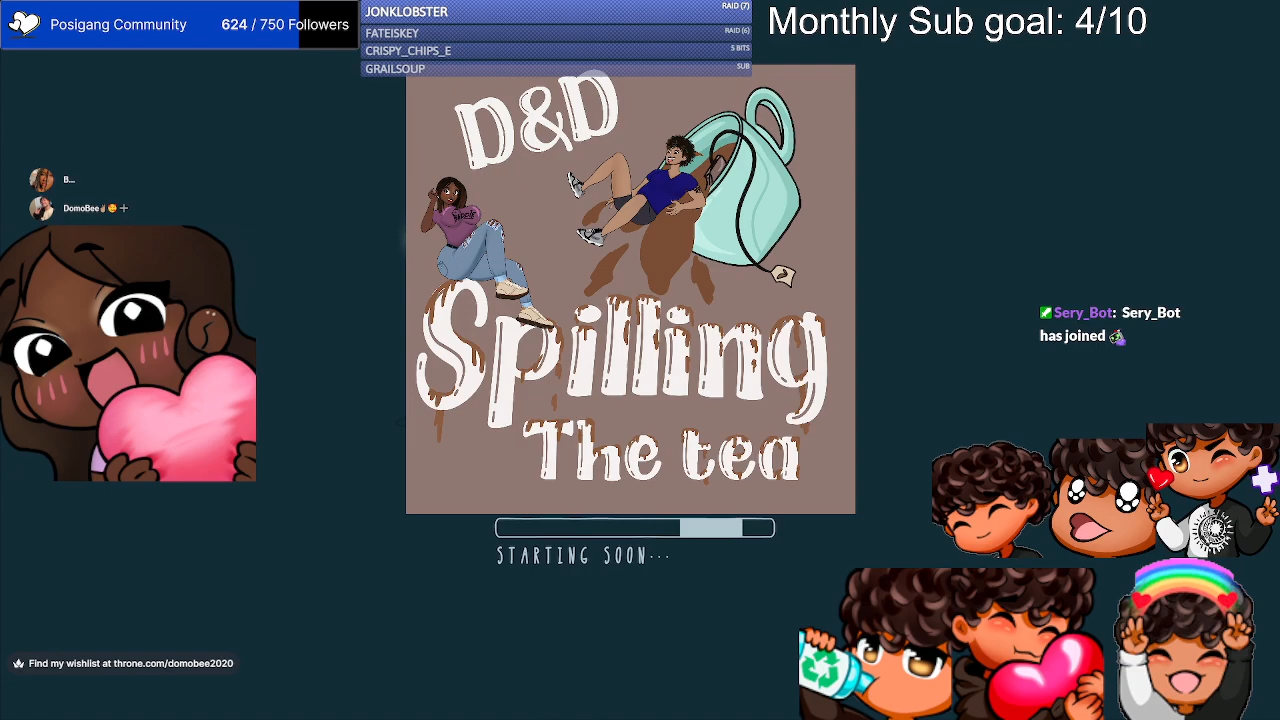 Posigang Community 624 / 750 Followers
JONKLOBSTER RAID (7)
FATEISKEY RAID (6)
CRISPY_CHIPS_E 5 BITS
GRAILSOUP SUB
Monthly Sub goal: 4/10
D&D
B...
DomoBee✌😍 +
Spilling
The tea
Sery_Bot: Sery_Bot
has joined
STARTING SOON...
Find my wishlist at throne.com/domobee2020